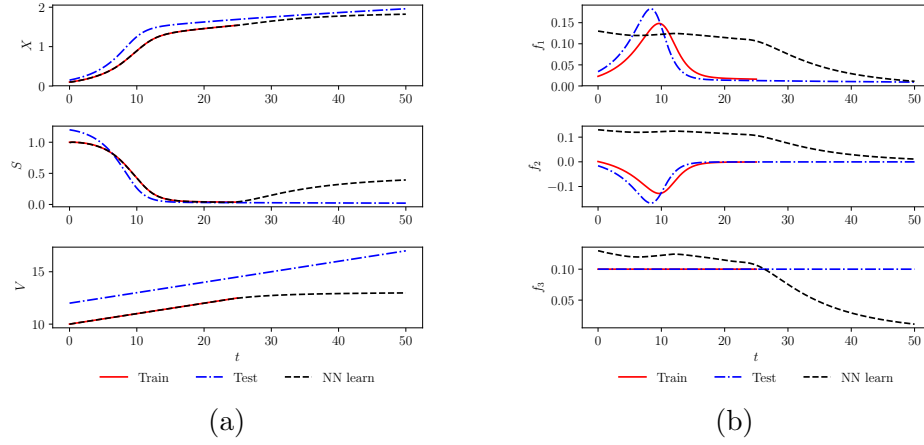 2
1
0
X
0 10 20 30 40 50
1.0
0.5
0.0
S
0 10 20 30 40 50
15
10
V
0 10 20 30 40 50
t
Train Test NN learn
(a)
0.15
0.10
0.05
0.00
f₁
0 10 20 30 40 50
0.1
0.0
−0.1
f₂
0 10 20 30 40 50
0.10
0.05
f₃
0 10 20 30 40 50
t
Train Test NN learn
(b)